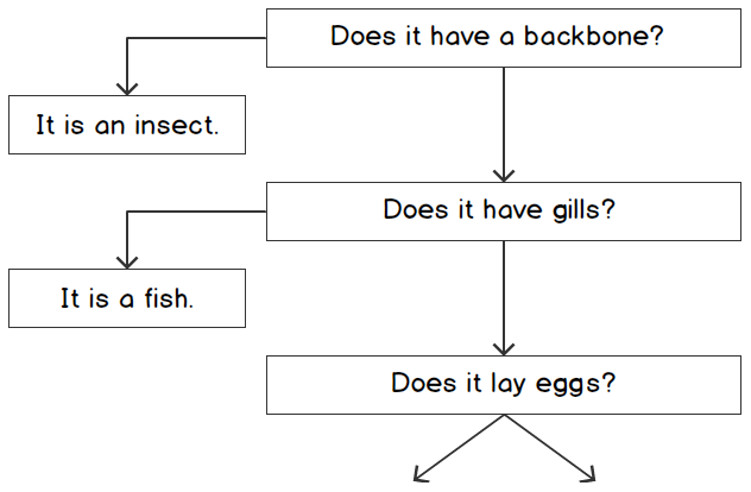 Does it have a backbone?
It is an insect.
Does it have gills?
It is a fish.
Does it lay eggs?